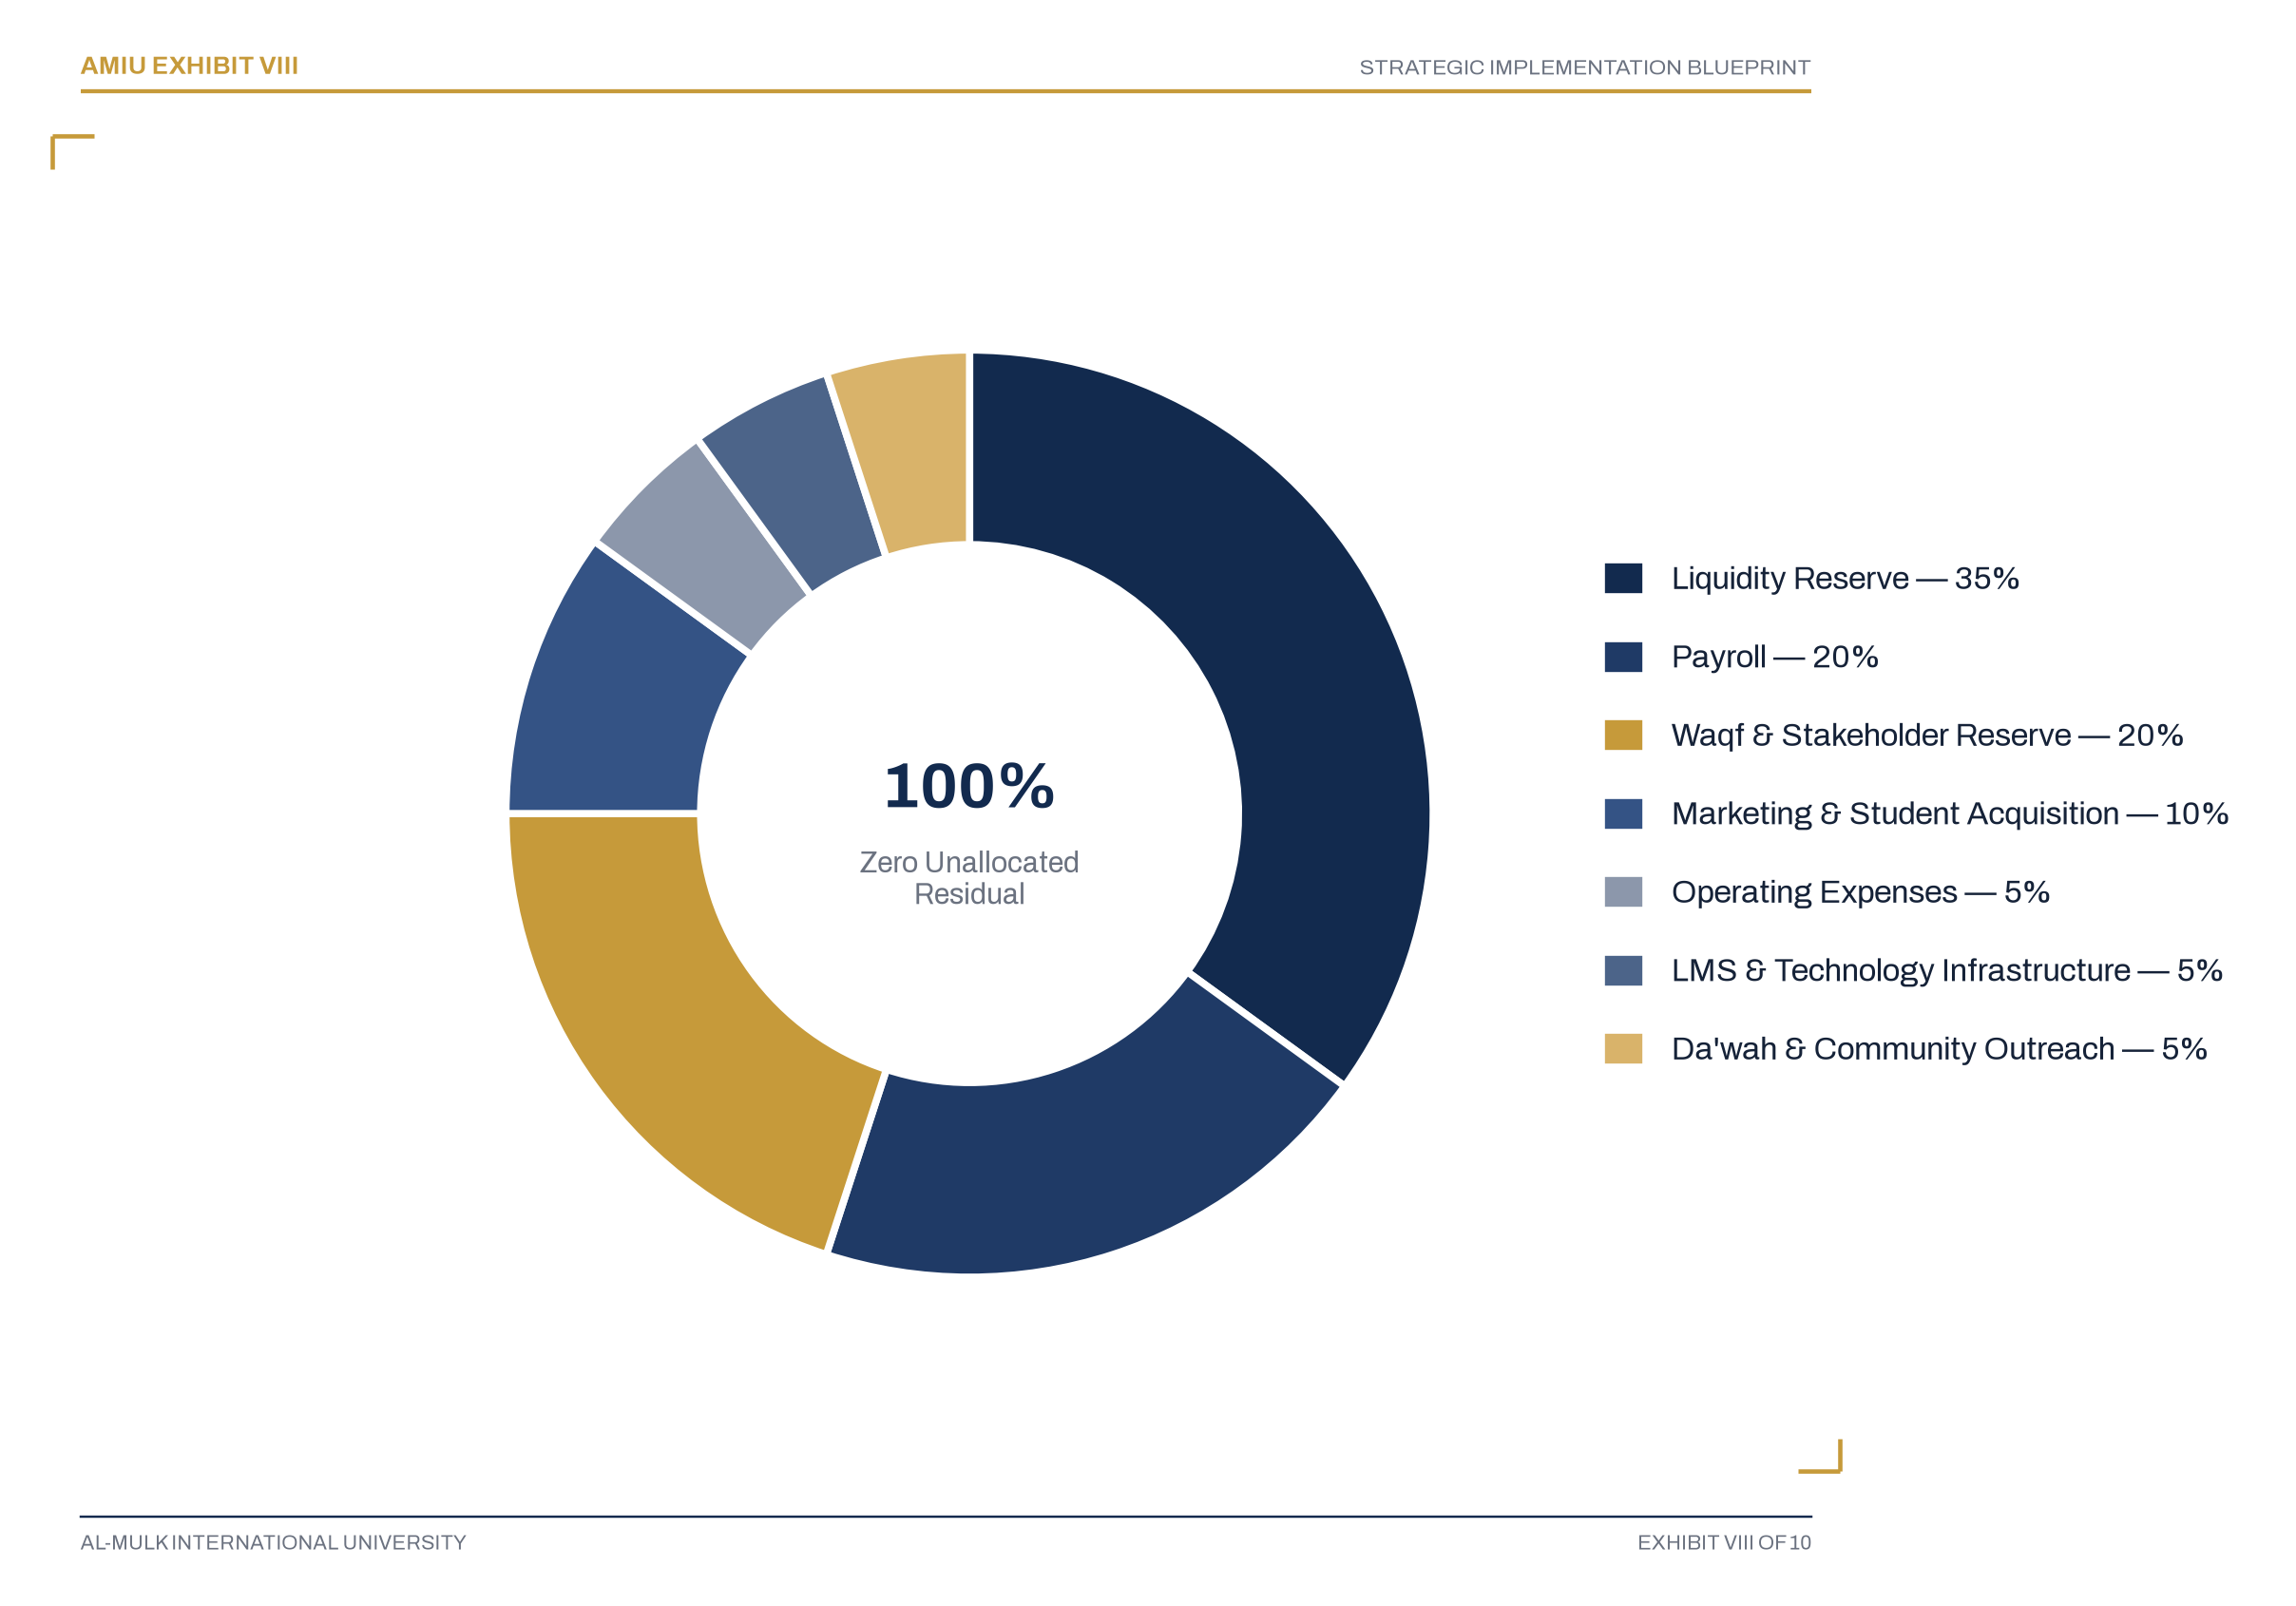 AMIU EXHIBIT VIII
STRATEGIC IMPLEMENTATION BLUEPRINT
100%
Zero Unallocated
Residual
Liquidity Reserve — 35%
Payroll — 20%
Waqf & Stakeholder Reserve — 20%
Marketing & Student Acquisition — 10%
Operating Expenses — 5%
LMS & Technology Infrastructure — 5%
Da'wah & Community Outreach — 5%
AL-MULK INTERNATIONAL UNIVERSITY
EXHIBIT VIII OF 10